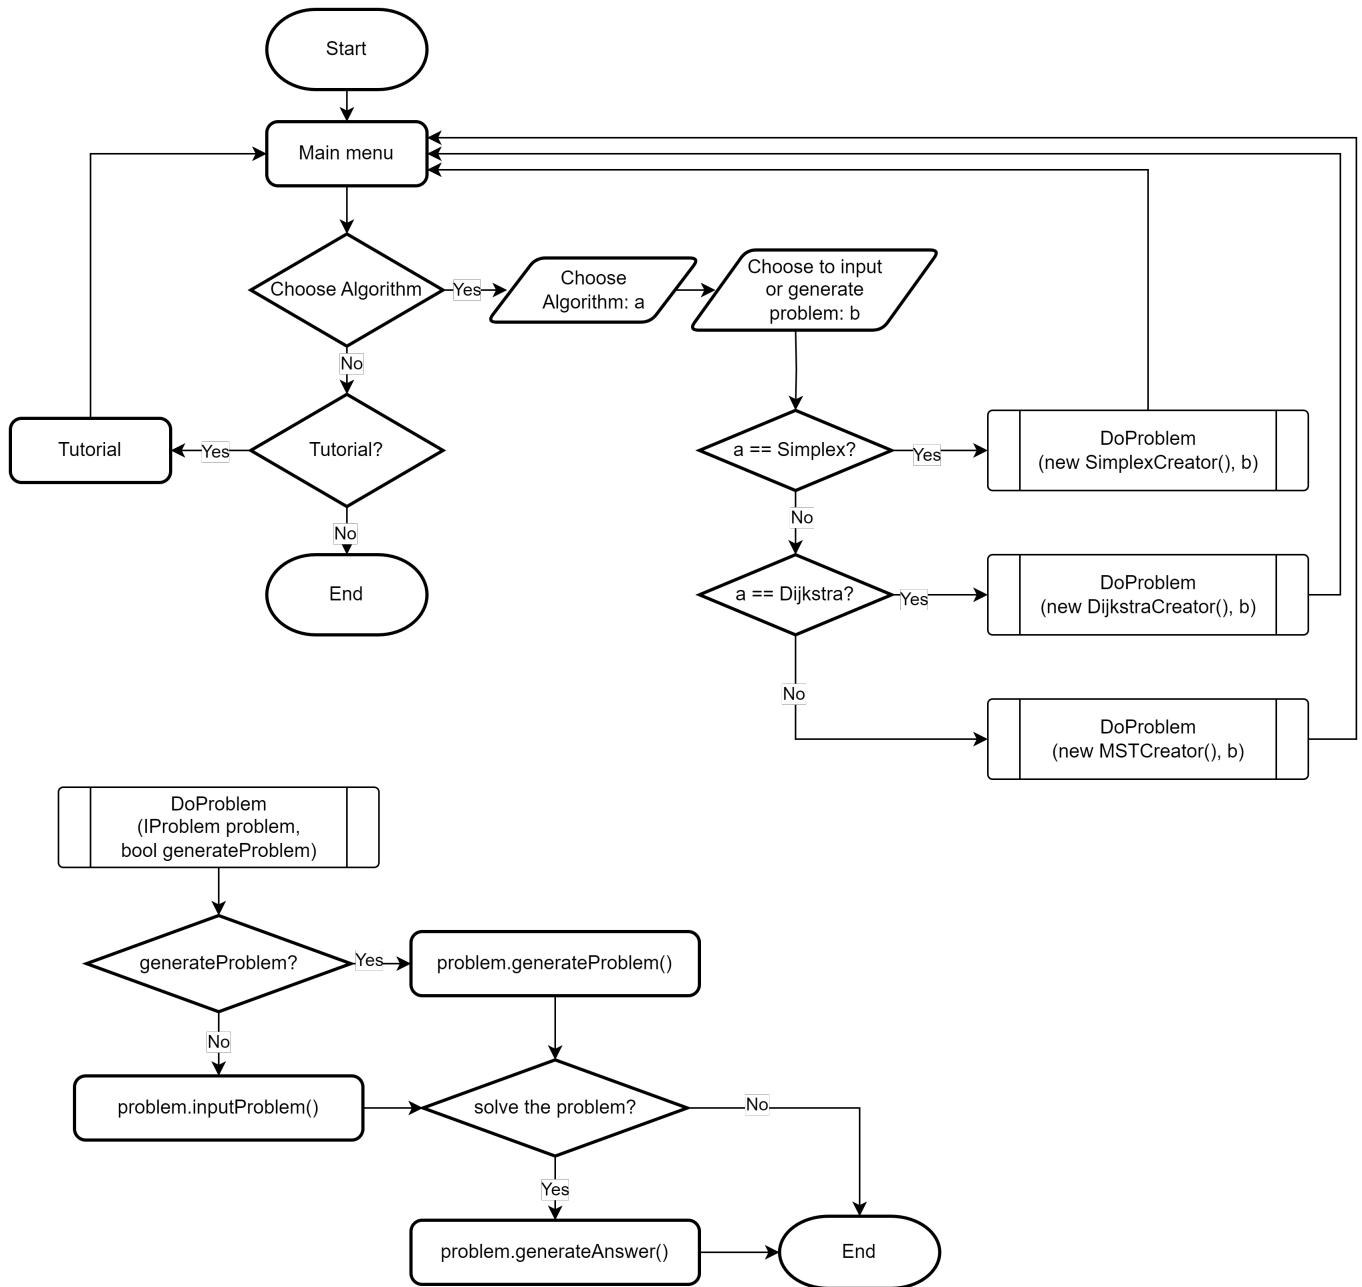 Start
Main menu
Choose Algorithm
Yes
Choose
Algorithm: a
Choose to input
or generate
problem: b
No
Tutorial
Yes
Tutorial?
a == Simplex?
Yes
DoProblem
(new SimplexCreator(), b)
No
No
End
a == Dijkstra?
Yes
DoProblem
(new DijkstraCreator(), b)
No
DoProblem
(new MSTCreator(), b)
DoProblem
(IProblem problem,
bool generateProblem)
generateProblem?
Yes
problem.generateProblem()
No
problem.inputProblem()
solve the problem?
No
Yes
problem.generateAnswer()
End